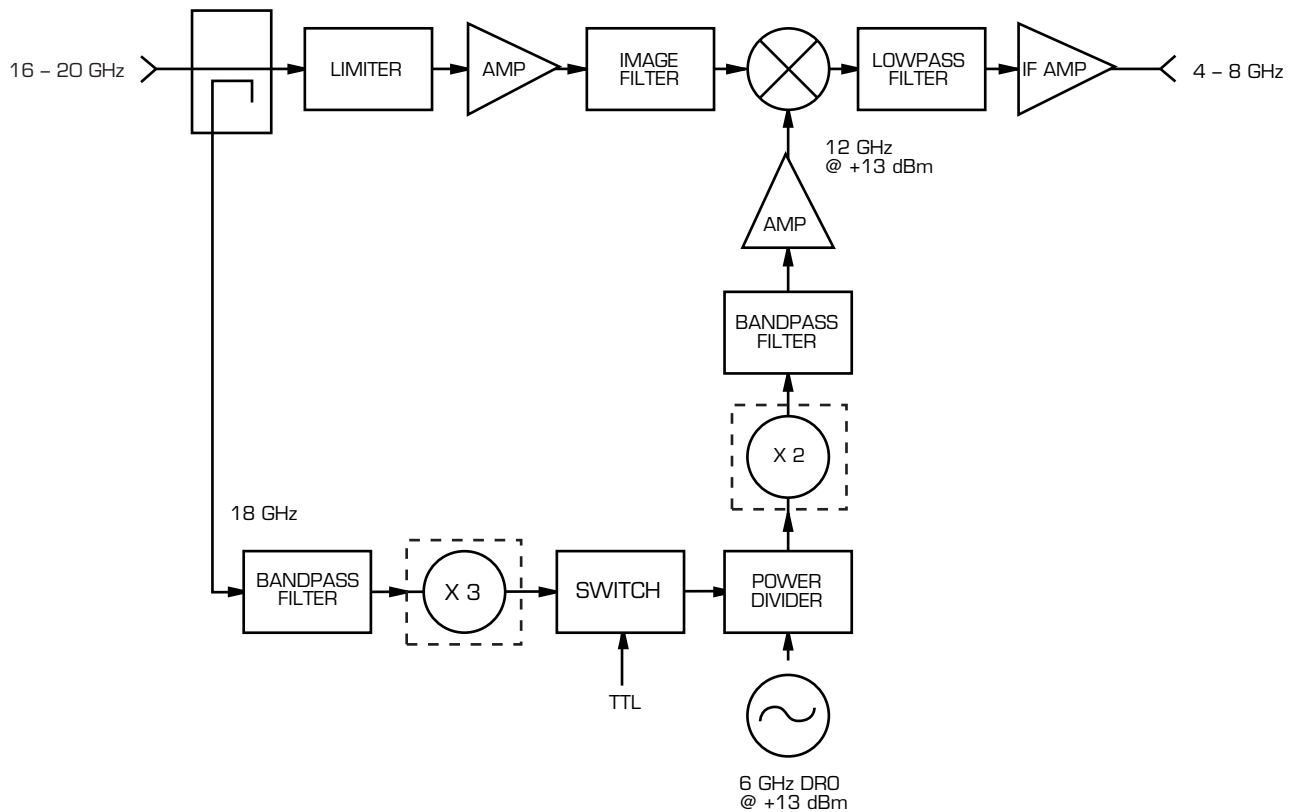 16 – 20 GHz
LIMITER
AMP
IMAGE
FILTER
LOWPASS
FILTER
IF AMP
4 – 8 GHz
12 GHz
@ +13 dBm
AMP
BANDPASS
FILTER
X 2
18 GHz
BANDPASS
FILTER
X 3
SWITCH
POWER
DIVIDER
TTL
6 GHz DRO
@ +13 dBm